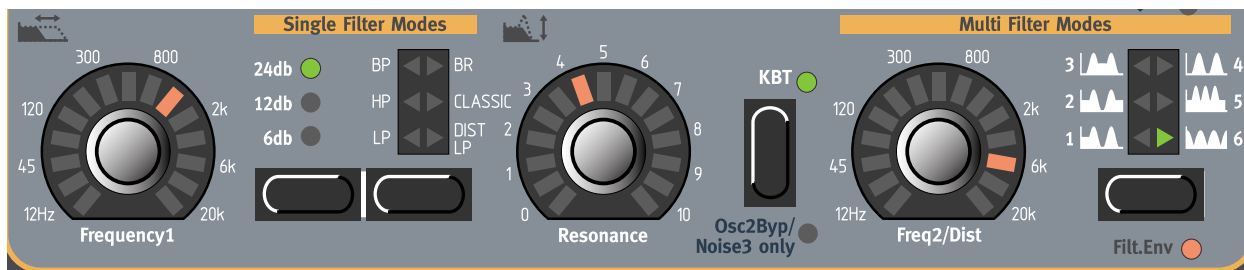 Single Filter Modes
Multi Filter Modes
300
800
120
2k
45
6k
12Hz
20k
Frequency1
24db
12db
6db
BP
BR
HP
CLASSIC
LP
DIST
LP
4
5
6
3
7
2
8
1
9
0
10
Resonance
KBT
Osc2Byp/
Noise3 only
300
800
120
2k
45
6k
12Hz
20k
Freq2/Dist
3
4
2
5
1
6
Filt.Env